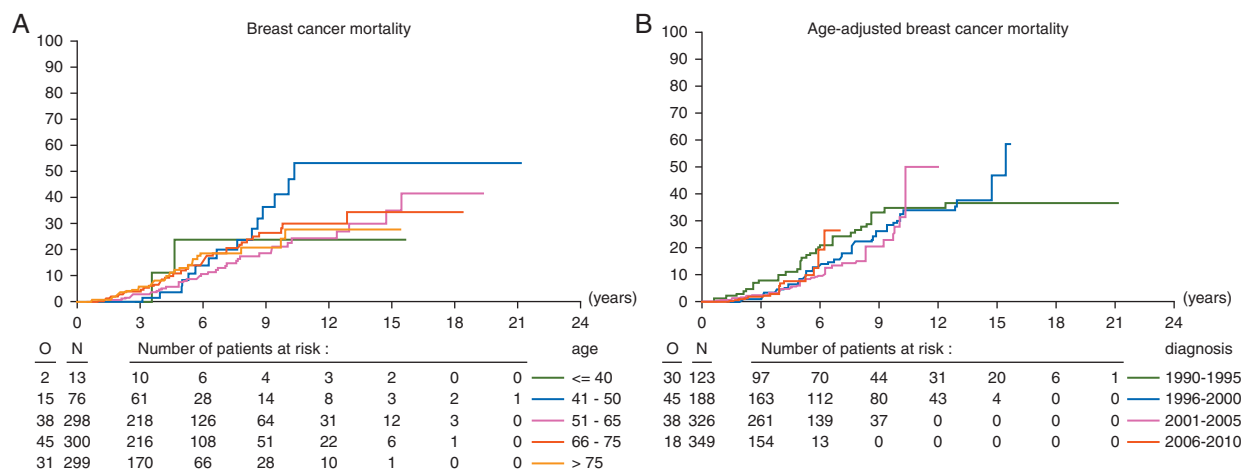 A Breast cancer mortality
100
90
80
70
60
50
40
30
20
10
0
0 3 6 9 12 15 18 21 24
(years)
O N Number of patients at risk : age
2 13 10 6 4 3 2 0 0 <= 40
15 76 61 28 14 8 3 2 1 41 - 50
38 298 218 126 64 31 12 3 0 51 - 65
45 300 216 108 51 22 6 1 0 66 - 75
31 299 170 66 28 10 1 0 0 > 75
B Age-adjusted breast cancer mortality
100
90
80
70
60
50
40
30
20
10
0
0 3 6 9 12 15 18 21 24
(years)
O N Number of patients at risk : diagnosis
30 123 97 70 44 31 20 6 1 1990-1995
45 188 163 112 80 43 4 0 0 1996-2000
38 326 261 139 37 0 0 0 0 2001-2005
18 349 154 13 0 0 0 0 0 2006-2010